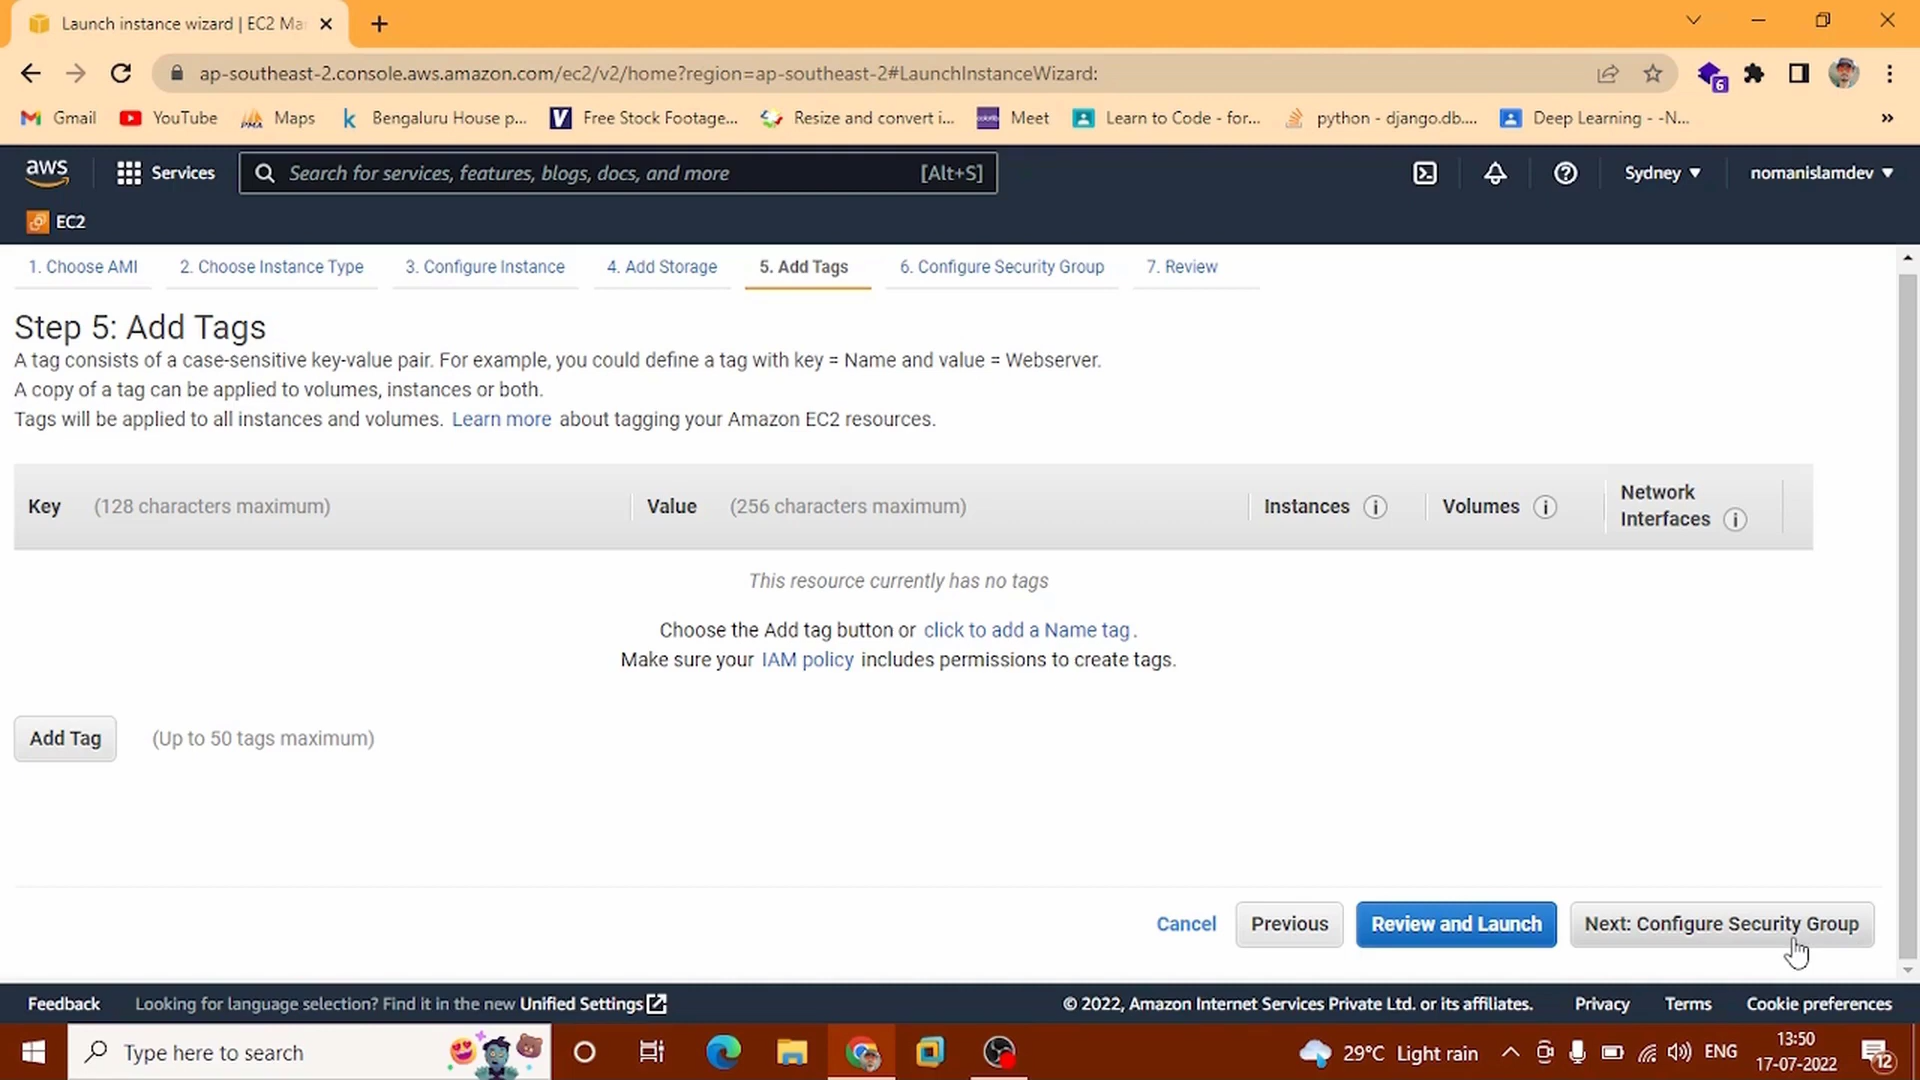 Launch instance wizard | EC2 Ma
ap-southeast-2.console.aws.amazon.com/ec2/v2/home?region=ap-southeast-2#LaunchInstanceWizard:
6
Gmail YouTube Maps Bengaluru House p... Free Stock Footage... Resize and convert i... Meet Learn to Code - for... python - django.db.... Deep Learning - -N... »
aws Services Search for services, features, blogs, docs, and more [Alt+S] Sydney nomanislamdev
EC2
1. Choose AMI 2. Choose Instance Type 3. Configure Instance 4. Add Storage 5. Add Tags 6. Configure Security Group 7. Review
Step 5: Add Tags
A tag consists of a case-sensitive key-value pair. For example, you could define a tag with key = Name and value = Webserver.
A copy of a tag can be applied to volumes, instances or both.
Tags will be applied to all instances and volumes. Learn more about tagging your Amazon EC2 resources.
Key (128 characters maximum) Value (256 characters maximum) Instances Volumes Network Interfaces
This resource currently has no tags
Choose the Add tag button or click to add a Name tag.
Make sure your IAM policy includes permissions to create tags.
Add Tag (Up to 50 tags maximum)
Cancel Previous Review and Launch Next: Configure Security Group
Feedback Looking for language selection? Find it in the new Unified Settings © 2022, Amazon Internet Services Private Ltd. or its affiliates. Privacy Terms Cookie preferences
Type here to search 29°C Light rain ENG 13:50
17-07-2022 12